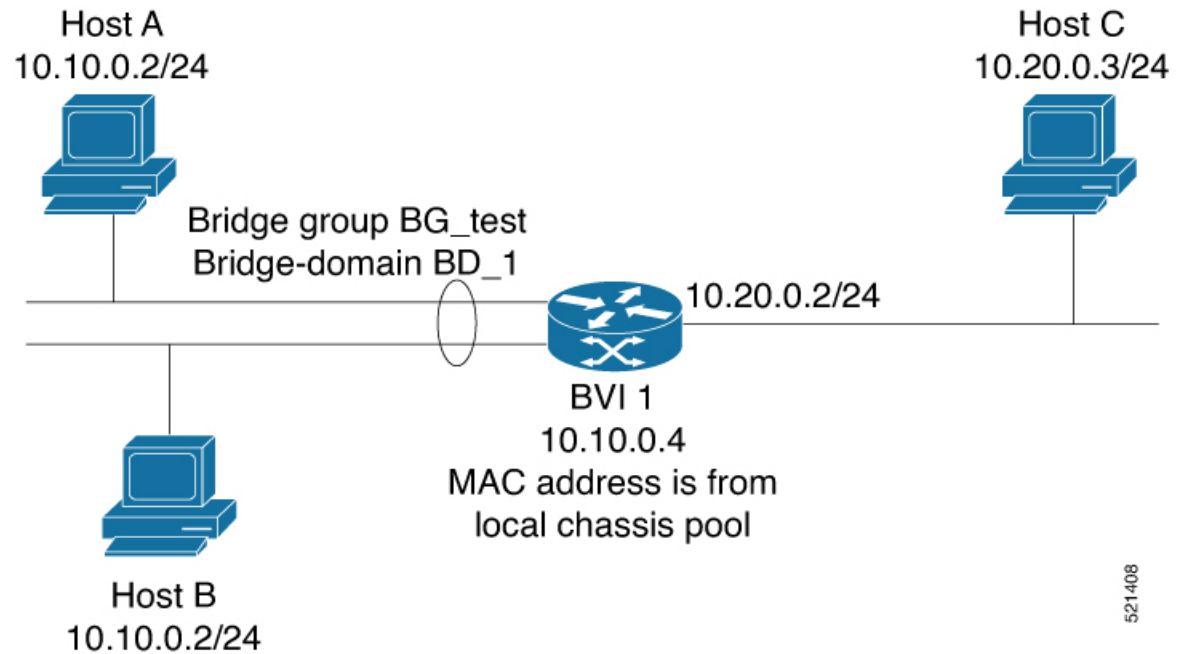 Host A
10.10.0.2/24
Host C
10.20.0.3/24
Bridge group BG_test
Bridge-domain BD_1
10.20.0.2/24
BVI 1
10.10.0.4
MAC address is from
local chassis pool
Host B
10.10.0.2/24
521408